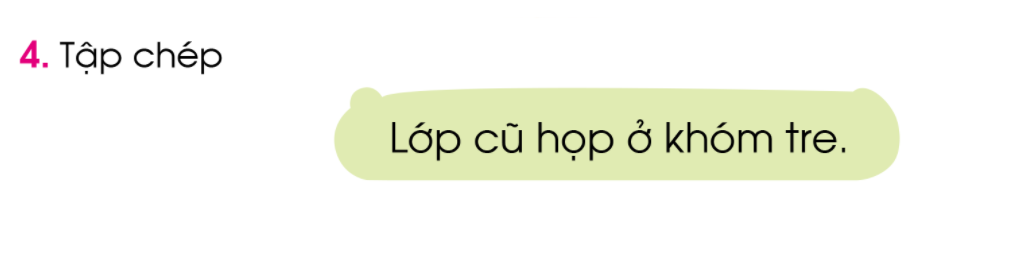 4. Tập chép
Lớp cũ họp ở khóm tre.